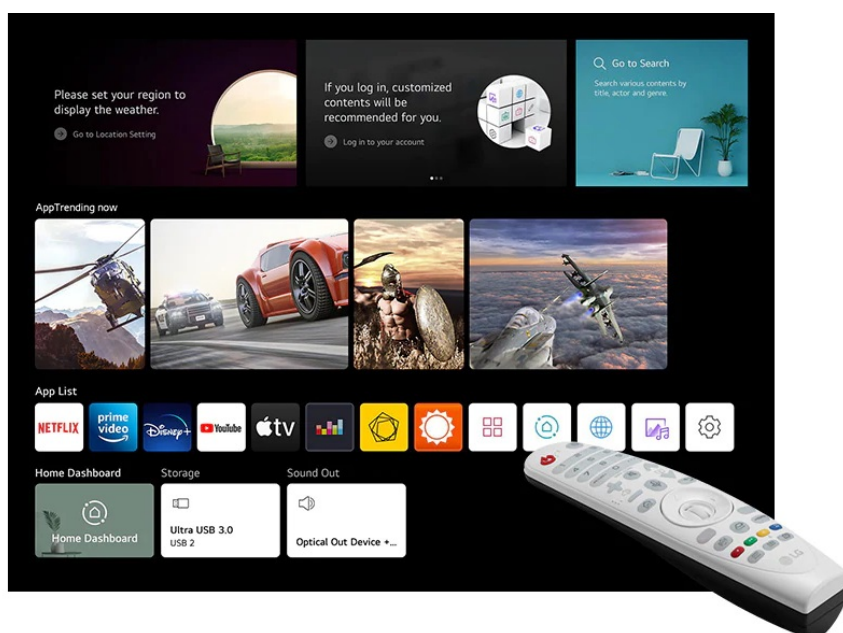 Please set your region to
display the weather.
Go to Location Setting
If you log in, customized
contents will be
recommended for you.
Log in to your account
Go to Search
Search various contents by
title, actor and genre.
AppTrending now
App List
NETFLIX
prime
video
Disney+
YouTube
tv
Home Dashboard
Storage
Sound Out
Home Dashboard
Ultra USB 3.0
USB 2
Optical Out Device +...
LG